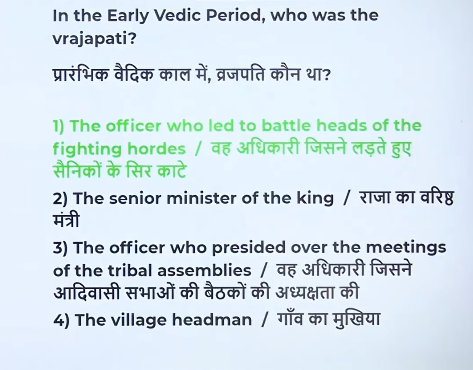 In the Early Vedic Period, who was the
vrajapati?
प्रारंभिक वैदिक काल में, व्रजपति कौन था?
1) The officer who led to battle heads of the
fighting hordes / वह अधिकारी जिसने लड़ते हुए
सैनिकों के सिर काटे
2) The senior minister of the king / राजा का वरिष्ठ
मंत्री
3) The officer who presided over the meetings
of the tribal assemblies / वह अधिकारी जिसने
आदिवासी सभाओं की बैठकों की अध्यक्षता की
4) The village headman / गाँव का मुखिया